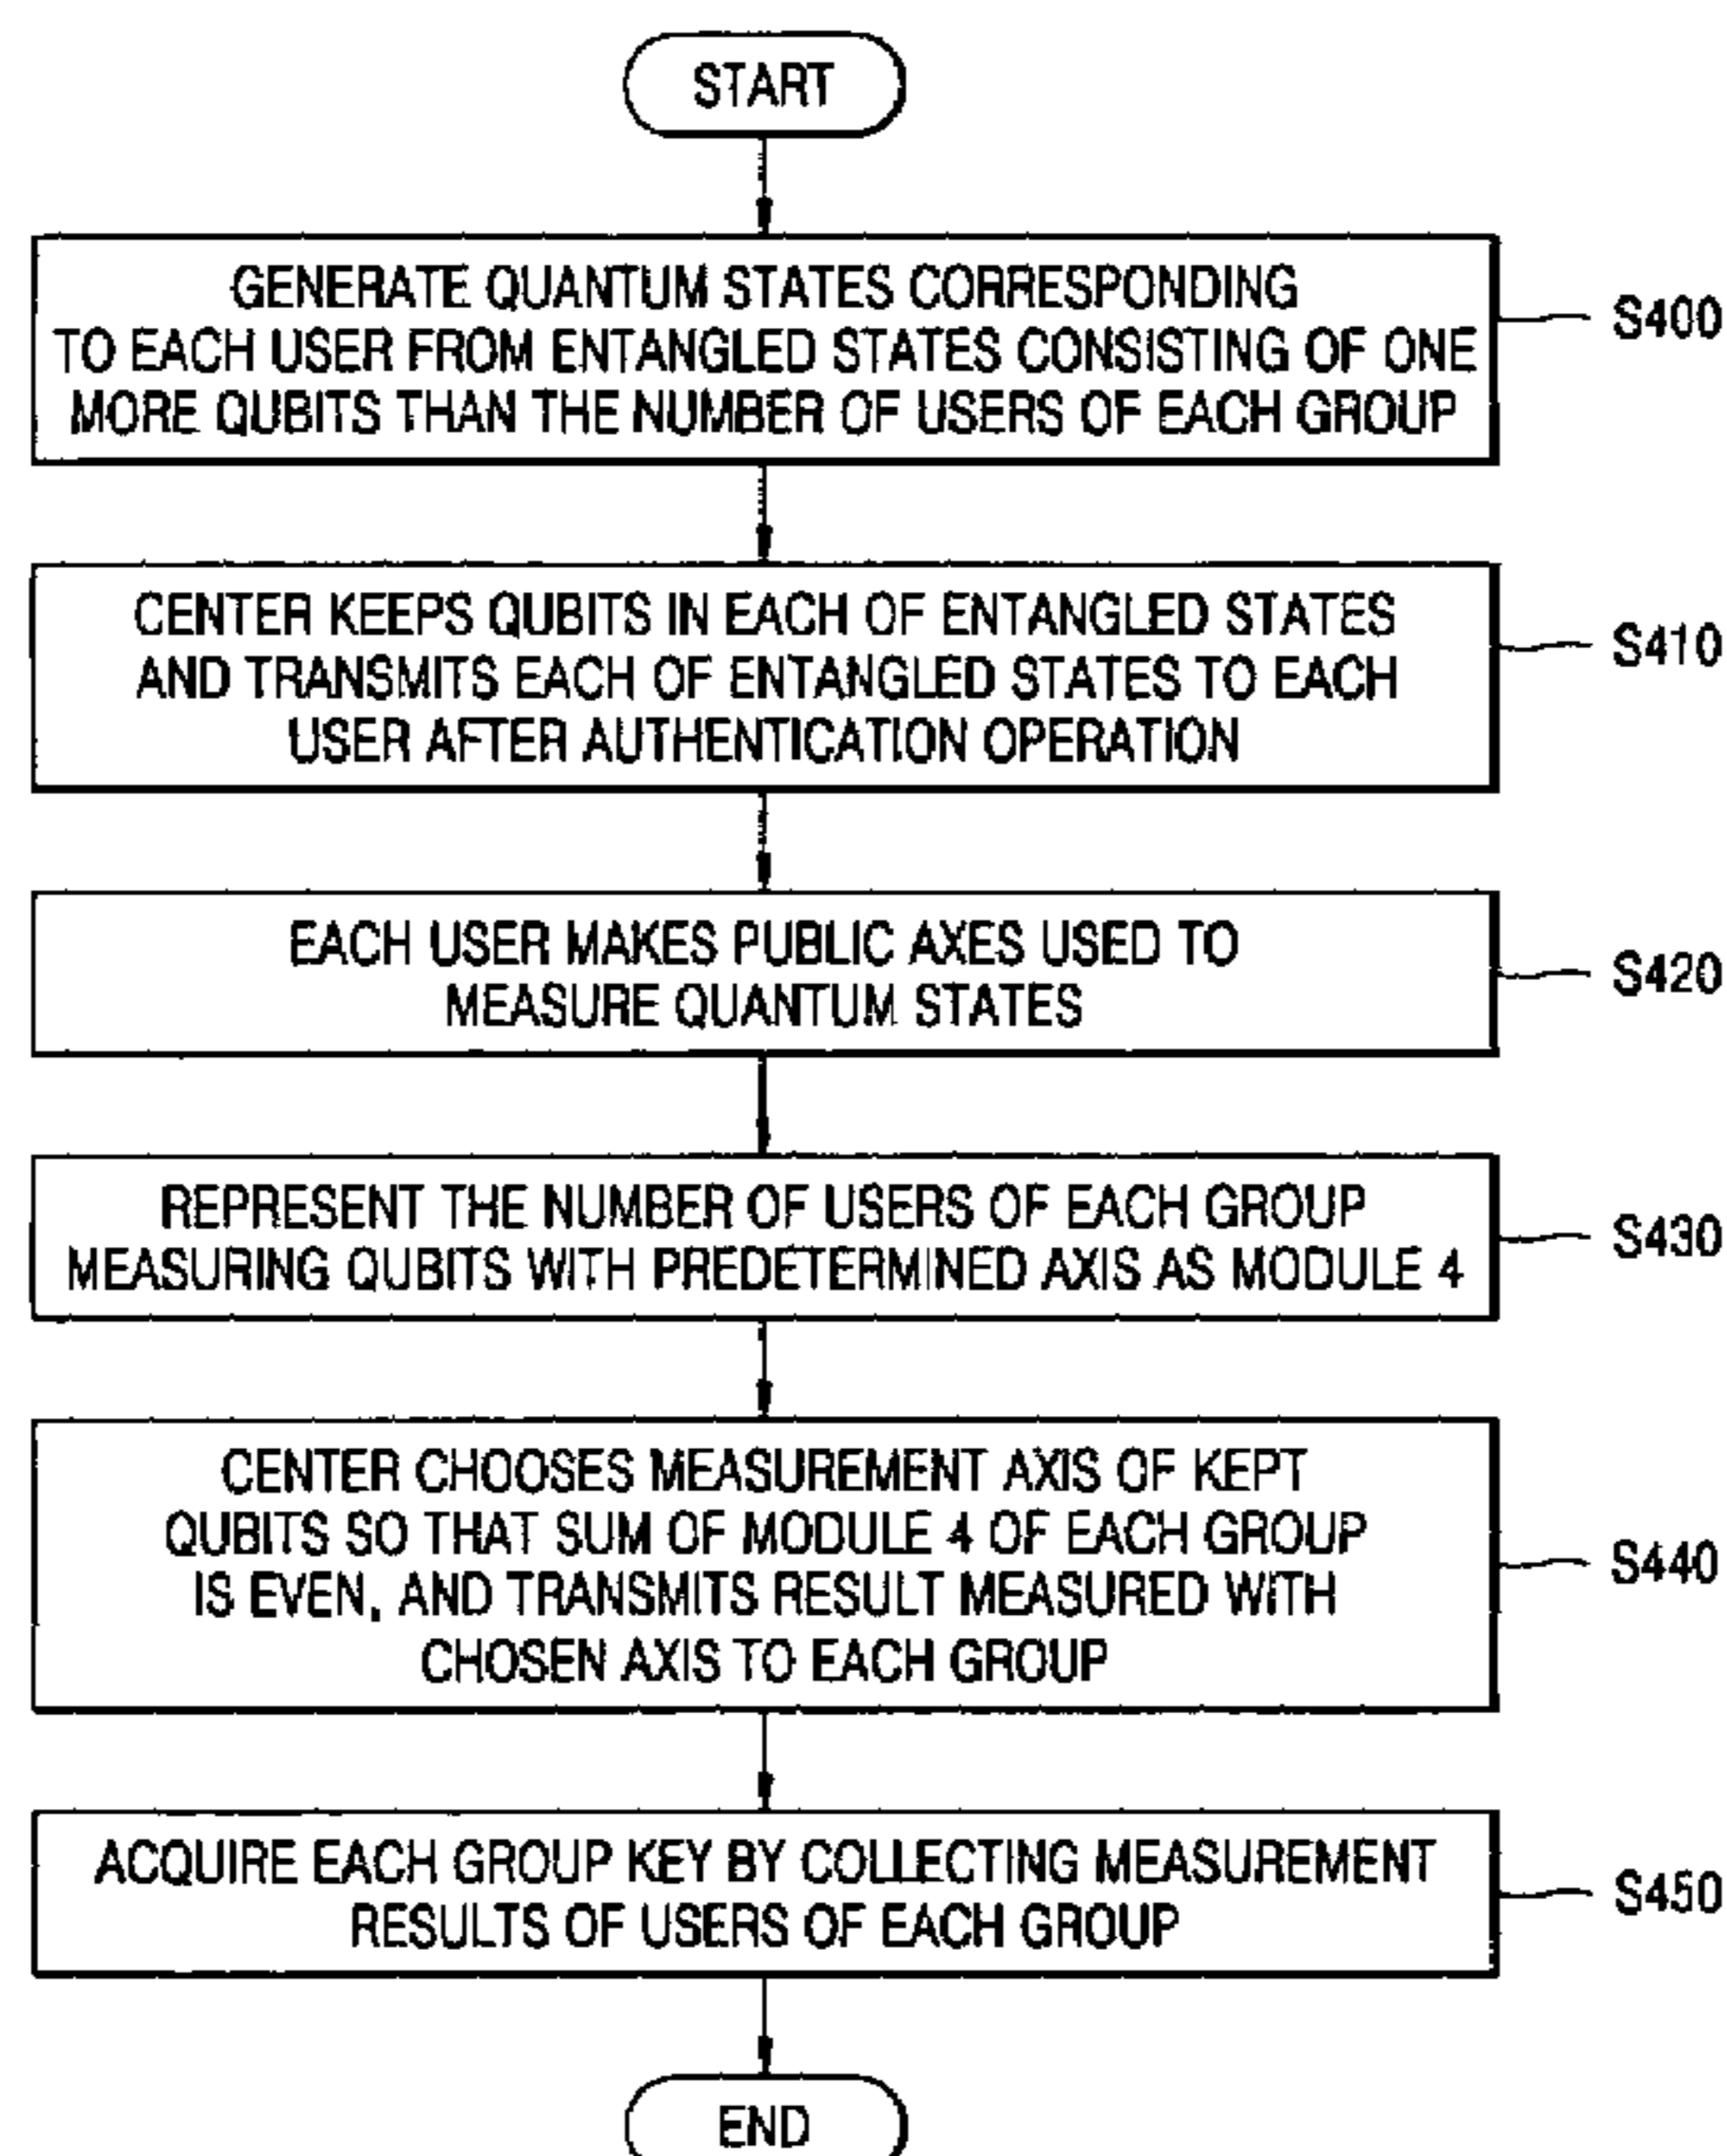 START
GENERATE QUANTUM STATES CORRESPONDING
TO EACH USER FROM ENTANGLED STATES CONSISTING OF ONE
MORE QUBITS THAN THE NUMBER OF USERS OF EACH GROUP
S400
CENTER KEEPS QUBITS IN EACH OF ENTANGLED STATES
AND TRANSMITS EACH OF ENTANGLED STATES TO EACH
USER AFTER AUTHENTICATION OPERATION
S410
EACH USER MAKES PUBLIC AXES USED TO
MEASURE QUANTUM STATES
S420
REPRESENT THE NUMBER OF USERS OF EACH GROUP
MEASURING QUBITS WITH PREDETERMINED AXIS AS MODULE 4
S430
CENTER CHOOSES MEASUREMENT AXIS OF KEPT
QUBITS SO THAT SUM OF MODULE 4 OF EACH GROUP
IS EVEN, AND TRANSMITS RESULT MEASURED WITH
CHOSEN AXIS TO EACH GROUP
S440
ACQUIRE EACH GROUP KEY BY COLLECTING MEASUREMENT
RESULTS OF USERS OF EACH GROUP
S450
END